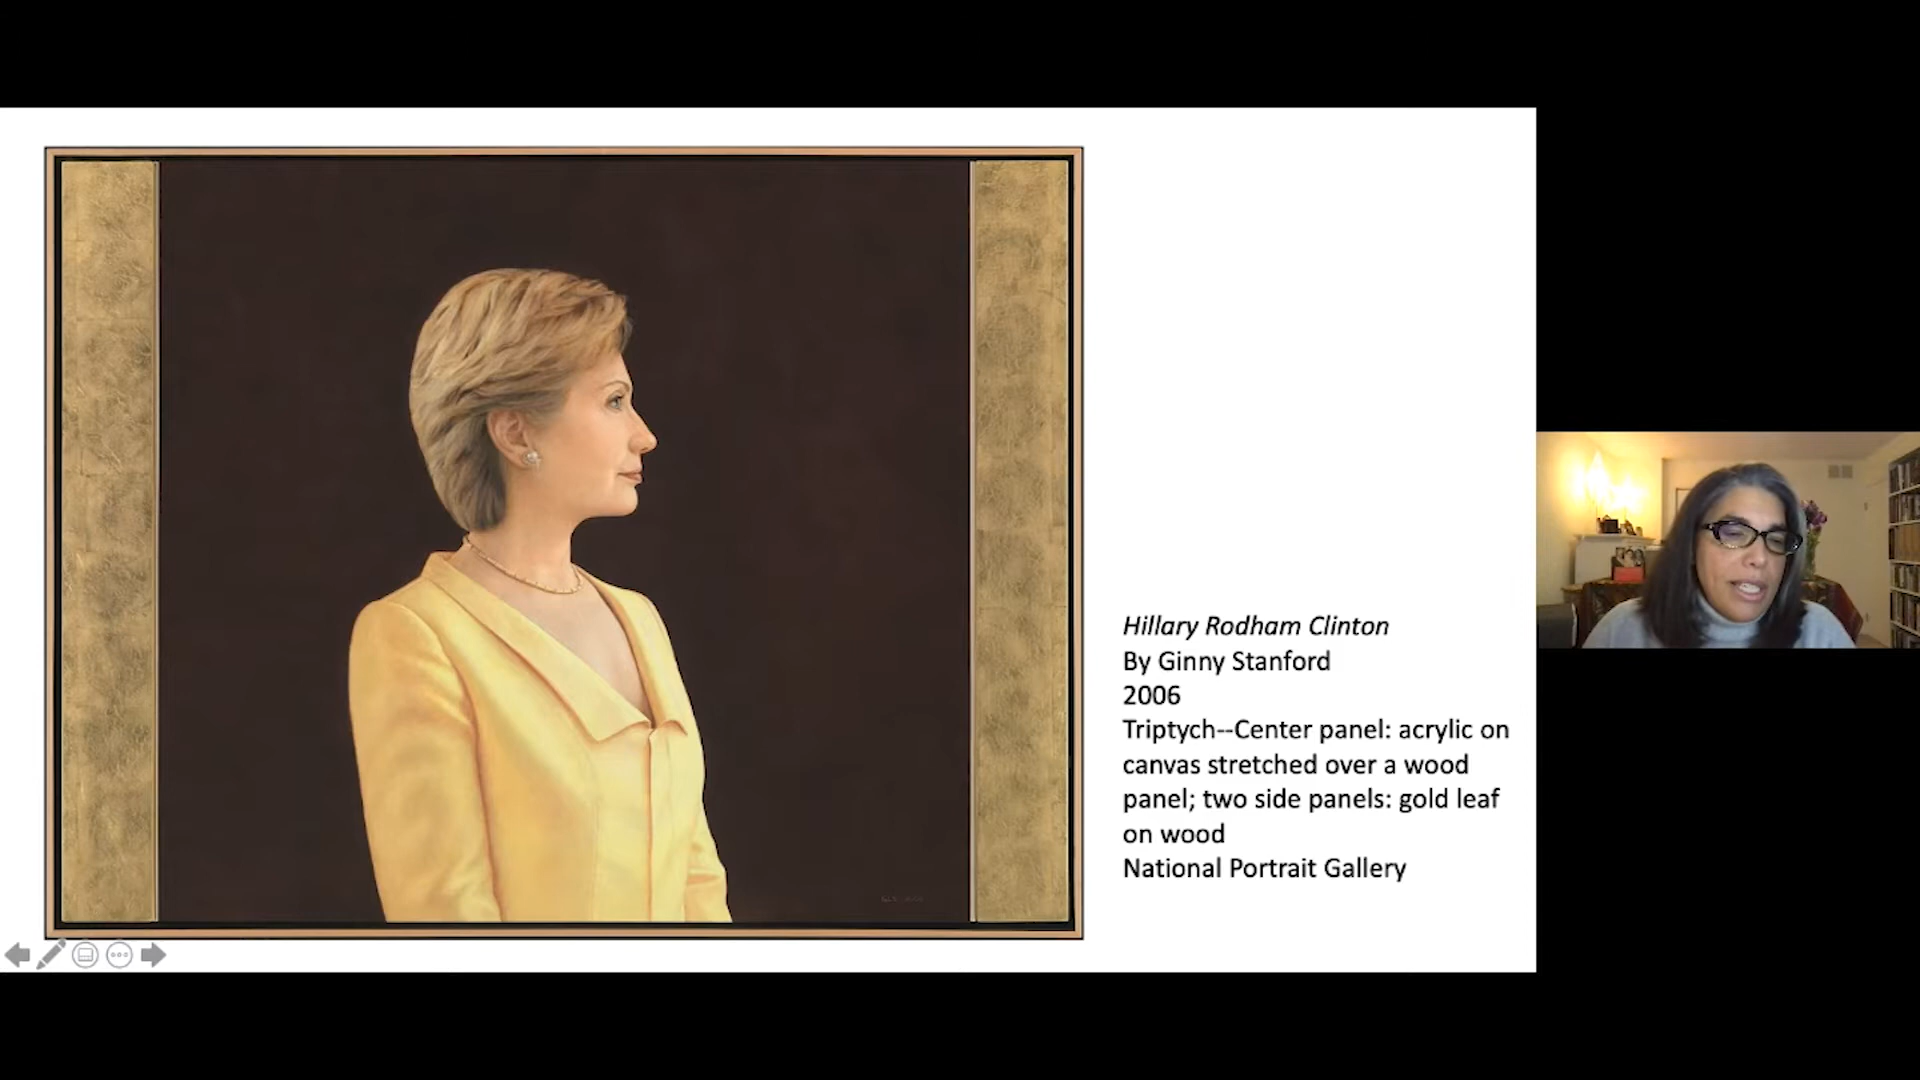 Hillary Rodham Clinton
By Ginny Stanford
2006
Triptych--Center panel: acrylic on
canvas stretched over a wood
panel; two side panels: gold leaf
on wood
National Portrait Gallery